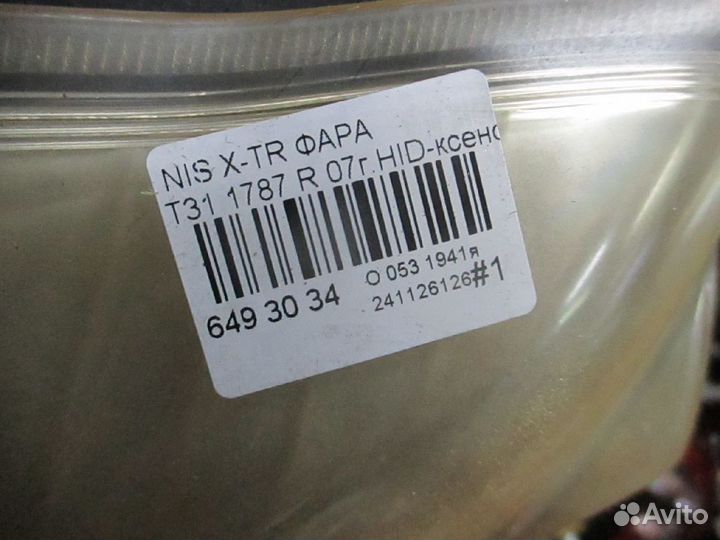 NIS X-TR ФАРА
T31 1787 R 07г.HID-ксено
649 30 34
O 053 1941я
241126126 #1
Avito